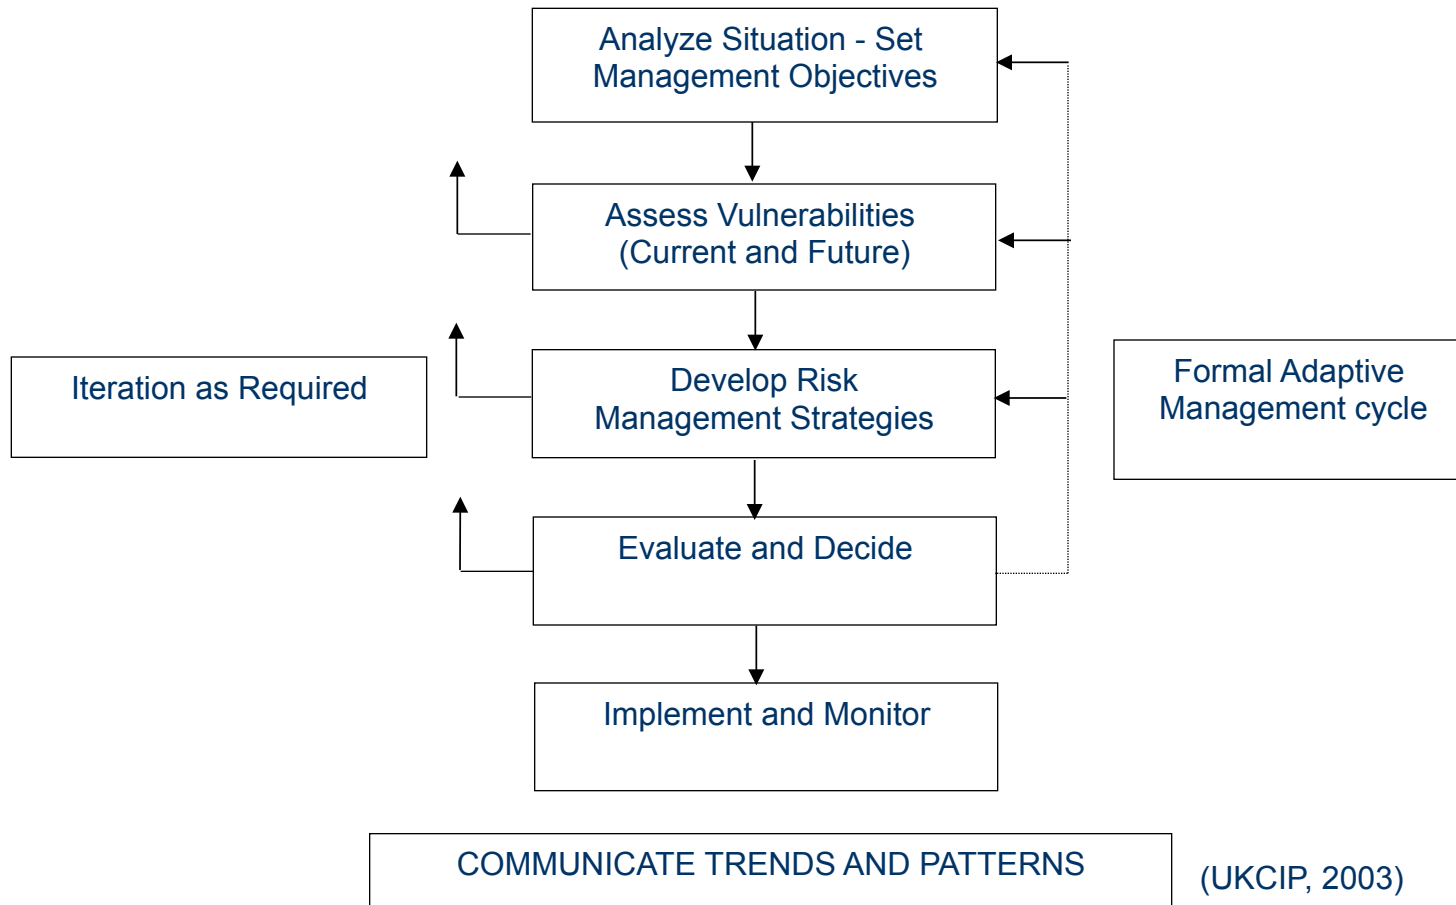 Analyze Situation - Set
Management Objectives
Assess Vulnerabilities
(Current and Future)
Iteration as Required
Develop Risk
Management Strategies
Formal Adaptive
Management cycle
Evaluate and Decide
Implement and Monitor
COMMUNICATE TRENDS AND PATTERNS
(UKCIP, 2003)